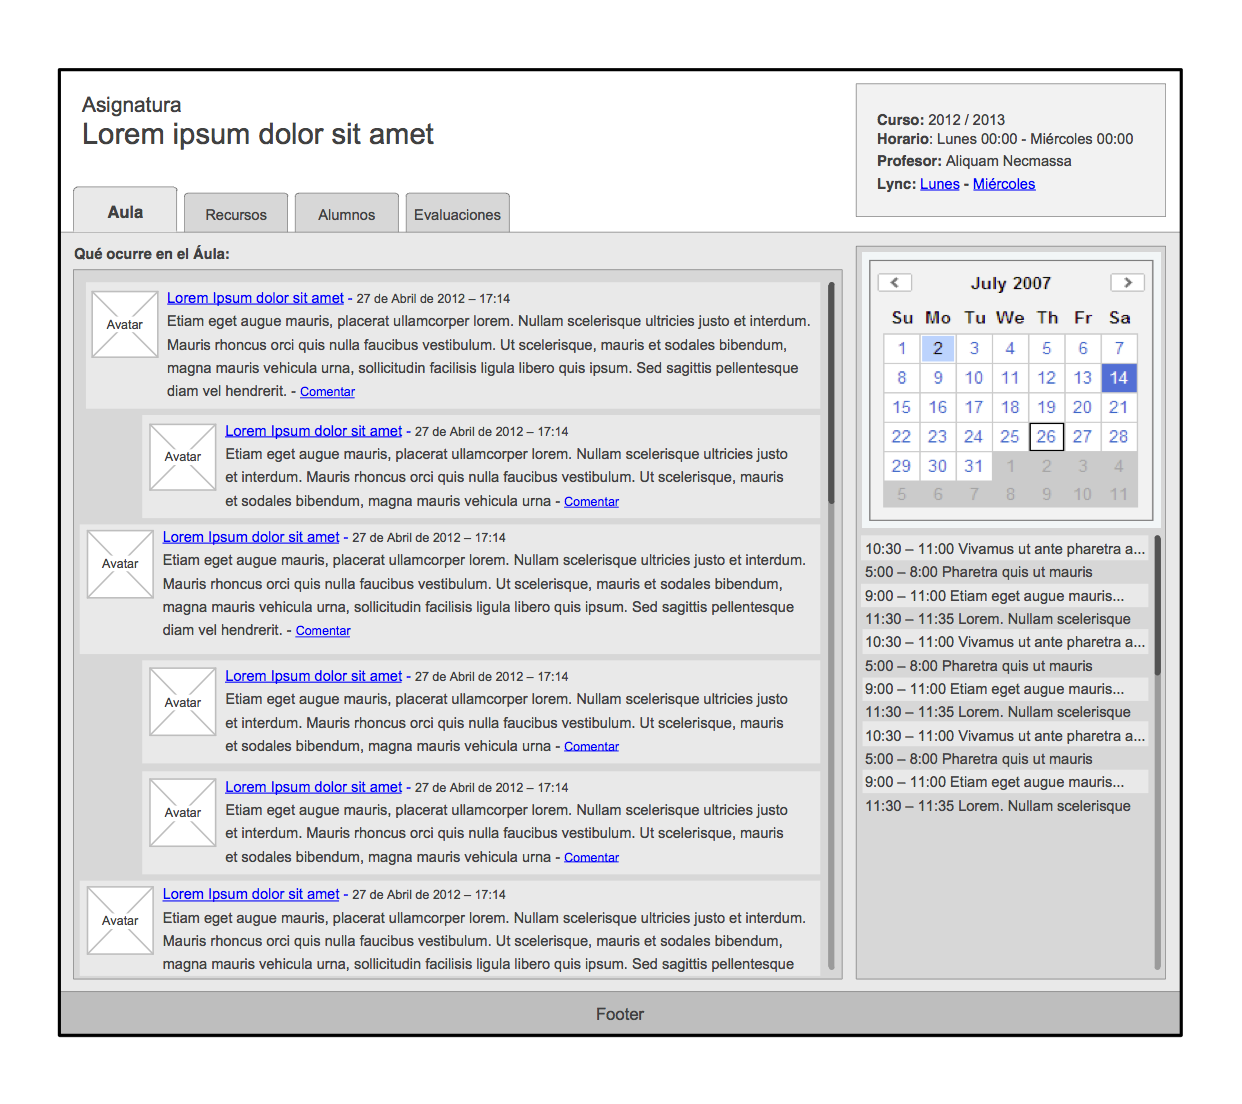 Asignatura
Lorem ipsum dolor sit amet
Curso: 2012 / 2013
Horario: Lunes 00:00 - Miércoles 00:00
Profesor: Aliquam Necmassa
Lync: Lunes - Miércoles
Aula
Recursos
Alumnos
Evaluaciones
Qué ocurre en el Áula:
Avatar
Lorem Ipsum dolor sit amet - 27 de Abril de 2012 – 17:14
Etiam eget augue mauris, placerat ullamcorper lorem. Nullam scelerisque ultricies justo et interdum.
Mauris rhoncus orci quis nulla faucibus vestibulum. Ut scelerisque, mauris et sodales bibendum,
magna mauris vehicula urna, sollicitudin facilisis ligula libero quis ipsum. Sed sagittis pellentesque
diam vel hendrerit. - Comentar
Avatar
Lorem Ipsum dolor sit amet - 27 de Abril de 2012 – 17:14
Etiam eget augue mauris, placerat ullamcorper lorem. Nullam scelerisque ultricies justo
et interdum. Mauris rhoncus orci quis nulla faucibus vestibulum. Ut scelerisque, mauris
et sodales bibendum, magna mauris vehicula urna - Comentar
Avatar
Lorem Ipsum dolor sit amet - 27 de Abril de 2012 – 17:14
Etiam eget augue mauris, placerat ullamcorper lorem. Nullam scelerisque ultricies justo et interdum.
Mauris rhoncus orci quis nulla faucibus vestibulum. Ut scelerisque, mauris et sodales bibendum,
magna mauris vehicula urna, sollicitudin facilisis ligula libero quis ipsum. Sed sagittis pellentesque
diam vel hendrerit. - Comentar
Avatar
Lorem Ipsum dolor sit amet - 27 de Abril de 2012 – 17:14
Etiam eget augue mauris, placerat ullamcorper lorem. Nullam scelerisque ultricies justo
et interdum. Mauris rhoncus orci quis nulla faucibus vestibulum. Ut scelerisque, mauris
et sodales bibendum, magna mauris vehicula urna - Comentar
Avatar
Lorem Ipsum dolor sit amet - 27 de Abril de 2012 – 17:14
Etiam eget augue mauris, placerat ullamcorper lorem. Nullam scelerisque ultricies justo
et interdum. Mauris rhoncus orci quis nulla faucibus vestibulum. Ut scelerisque, mauris
et sodales bibendum, magna mauris vehicula urna - Comentar
Avatar
Lorem Ipsum dolor sit amet - 27 de Abril de 2012 – 17:14
Etiam eget augue mauris, placerat ullamcorper lorem. Nullam scelerisque ultricies justo et interdum.
Mauris rhoncus orci quis nulla faucibus vestibulum. Ut scelerisque, mauris et sodales bibendum,
magna mauris vehicula urna, sollicitudin facilisis ligula libero quis ipsum. Sed sagittis pellentesque
< July 2007 >
Su Mo Tu We Th Fr Sa
1 2 3 4 5 6 7
8 9 10 11 12 13 14
15 16 17 18 19 20 21
22 23 24 25 26 27 28
29 30 31 1 2 3 4
5 6 7 8 9 10 11
10:30 – 11:00 Vivamus ut ante pharetra a...
5:00 – 8:00 Pharetra quis ut mauris
9:00 – 11:00 Etiam eget augue mauris...
11:30 – 11:35 Lorem. Nullam scelerisque
10:30 – 11:00 Vivamus ut ante pharetra a...
5:00 – 8:00 Pharetra quis ut mauris
9:00 – 11:00 Etiam eget augue mauris...
11:30 – 11:35 Lorem. Nullam scelerisque
10:30 – 11:00 Vivamus ut ante pharetra a...
5:00 – 8:00 Pharetra quis ut mauris
9:00 – 11:00 Etiam eget augue mauris...
11:30 – 11:35 Lorem. Nullam scelerisque
Footer